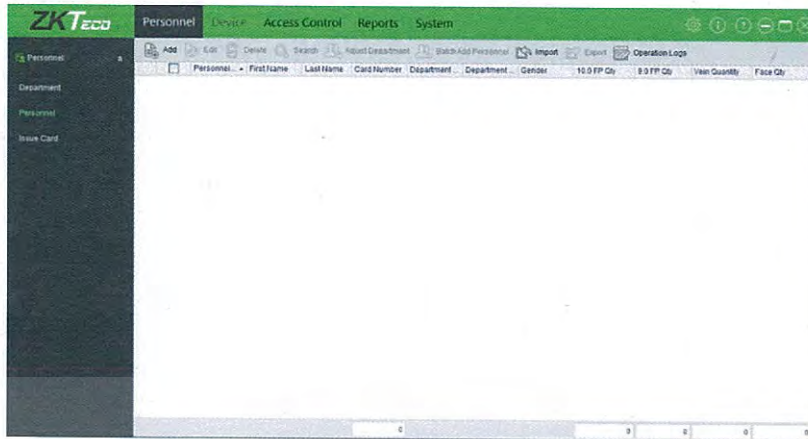 ZKTeco Personnel Device Access Control Reports System
Add Edit Delete Search Adjust Department Batch Add Personnel Import Export Operation Logs
Personnel
Personnel... First Name Last Name Card Number Department... Department... Gender 10.0 FP Qty 9.0 FP Qty Vein Quantity Face Qty
Department
Personnel
Issue Card
0 0 0 0 0